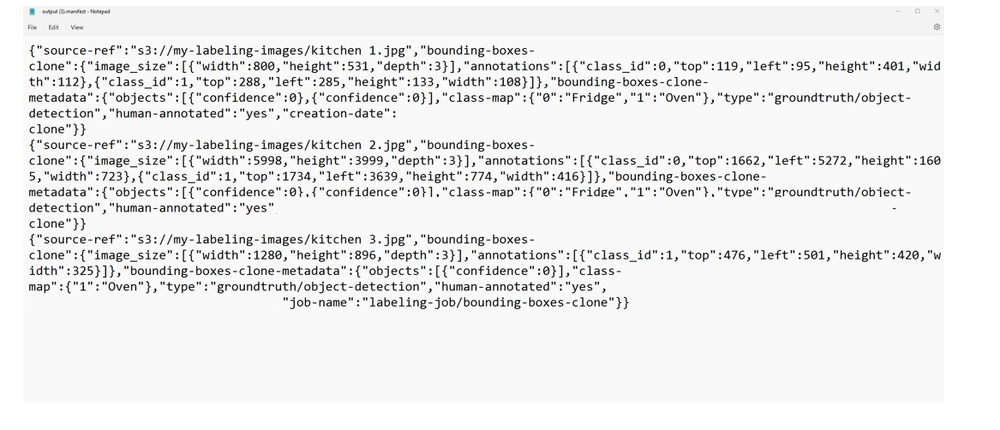 output (3).manifest - Notepad
File Edit View
{"source-ref":"s3://my-labeling-images/kitchen 1.jpg","bounding-boxes-
clone":{"image_size":[{"width":800,"height":531,"depth":3}],"annotations":[{"class_id":0,"top":119,"left":95,"height":401,"wid
th":112},{"class_id":1,"top":288,"left":285,"height":133,"width":108}]},"bounding-boxes-clone-
metadata":{"objects":[{"confidence":0},{"confidence":0}],"class-map":{"0":"Fridge","1":"Oven"},"type":"groundtruth/object-
detection","human-annotated":"yes","creation-date":
clone"}}
{"source-ref":"s3://my-labeling-images/kitchen 2.jpg","bounding-boxes-
clone":{"image_size":[{"width":5998,"height":3999,"depth":3}],"annotations":[{"class_id":0,"top":1662,"left":5272,"height":160
5,"width":723},{"class_id":1,"top":1734,"left":3639,"height":774,"width":416}]},"bounding-boxes-clone-
metadata":{"objects":[{"confidence":0},{"confidence":0}],"class-map":{"0":"Fridge","1":"Oven"},"type":"groundtruth/object-
detection","human-annotated":"yes" -
clone"}}
{"source-ref":"s3://my-labeling-images/kitchen 3.jpg","bounding-boxes-
clone":{"image_size":[{"width":1280,"height":896,"depth":3}],"annotations":[{"class_id":1,"top":476,"left":501,"height":420,"w
idth":325}]},"bounding-boxes-clone-metadata":{"objects":[{"confidence":0}],"class-
map":{"1":"Oven"},"type":"groundtruth/object-detection","human-annotated":"yes",
"job-name":"labeling-job/bounding-boxes-clone"}}